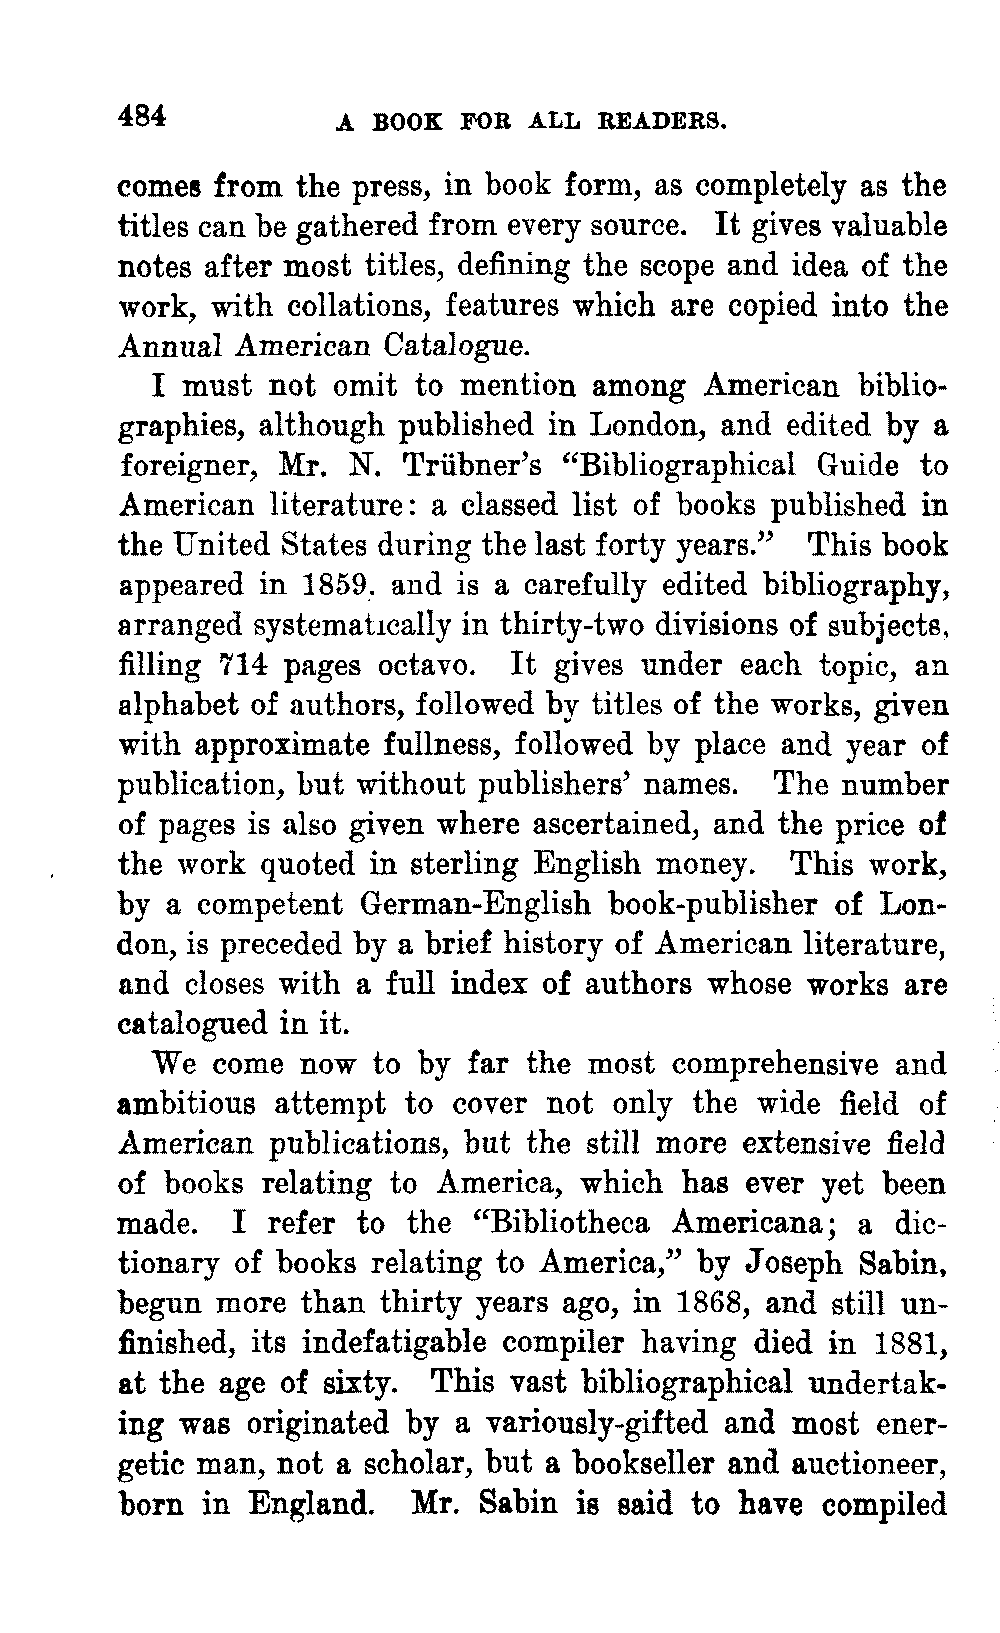 484
A BOOK FOR ALL READERS.
comes from the press, in book form, as completely as the
titles can be gathered from every source. It gives valuable
notes after most titles, defining the scope and idea of the
work, with collations, features which are copied into the
Annual American Catalogue.
I must not omit to mention among American biblio-
graphies, although published in London, and edited by a
foreigner, Mr. N. Trübner's "Bibliographical Guide to
American literature: a classed list of books published in
the United States during the last forty years." This book
appeared in 1859, and is a carefully edited bibliography,
arranged systematically in thirty-two divisions of subjects,
filling 714 pages octavo. It gives under each topic, an
alphabet of authors, followed by titles of the works, given
with approximate fullness, followed by place and year of
publication, but without publishers' names. The number
of pages is also given where ascertained, and the price of
the work quoted in sterling English money. This work,
by a competent German-English book-publisher of Lon-
don, is preceded by a brief history of American literature,
and closes with a full index of authors whose works are
catalogued in it.
We come now to by far the most comprehensive and
ambitious attempt to cover not only the wide field of
American publications, but the still more extensive field
of books relating to America, which has ever yet been
made. I refer to the "Bibliotheca Americana; a dic-
tionary of books relating to America," by Joseph Sabin,
begun more than thirty years ago, in 1868, and still un-
finished, its indefatigable compiler having died in 1881,
at the age of sixty. This vast bibliographical undertak-
ing was originated by a variously-gifted and most ener-
getic man, not a scholar, but a bookseller and auctioneer,
born in England. Mr. Sabin is said to have compiled